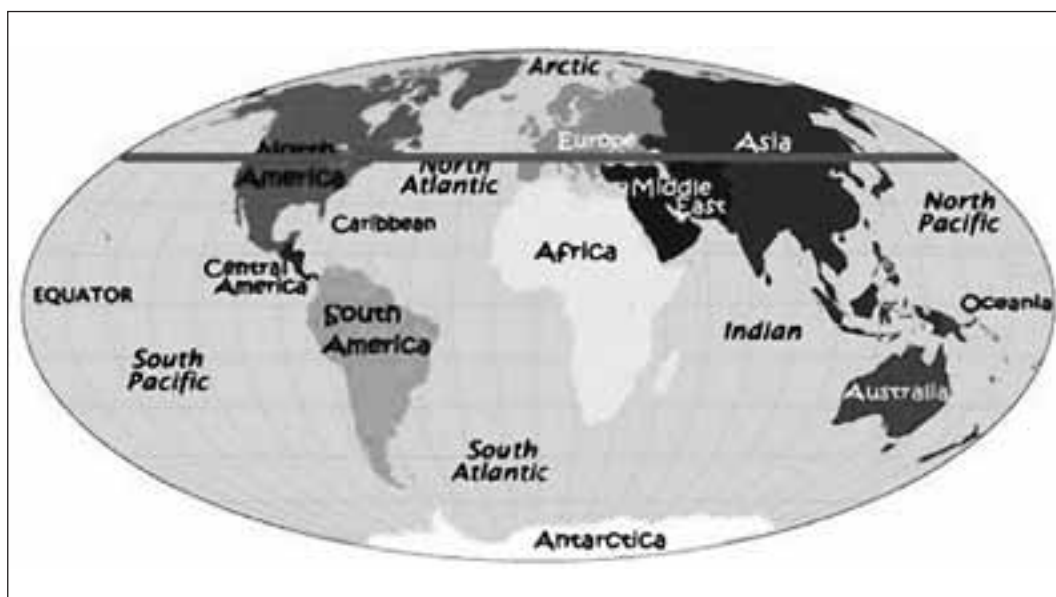 Arctic
Europe
Asia
North
America
North
Atlantic
Middle
East
North
Pacific
Caribbean
Africa
Central
America
EQUATOR
Oceania
South
America
Indian
South
Pacific
Australia
South
Atlantic
Antarctica